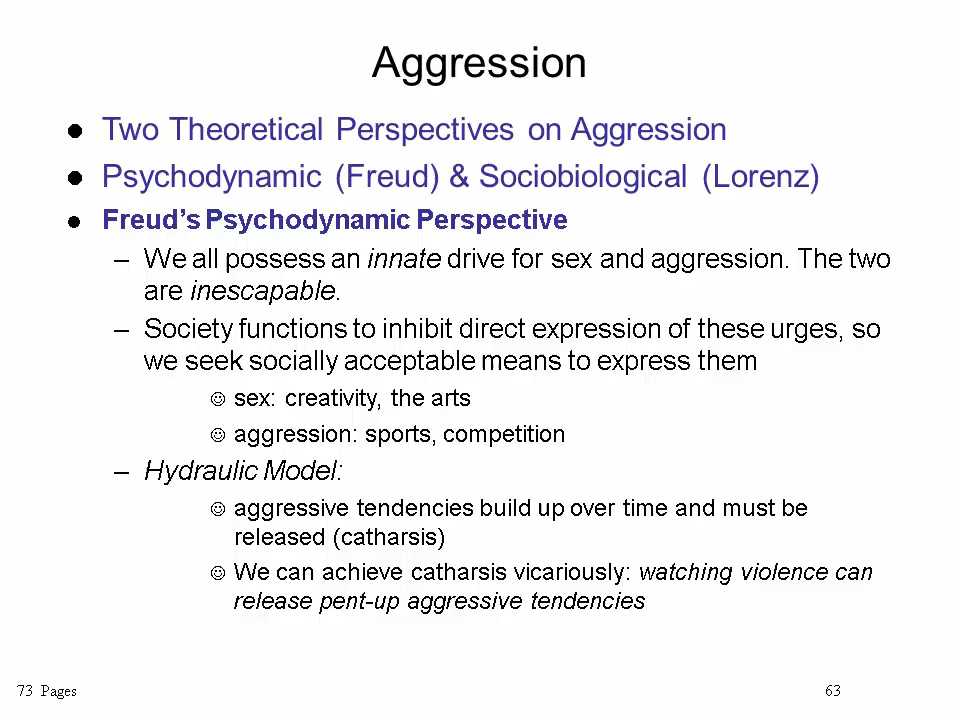 Aggression
● Two Theoretical Perspectives on Aggression
● Psychodynamic (Freud) & Sociobiological (Lorenz)
● Freud's Psychodynamic Perspective
– We all possess an innate drive for sex and aggression. The two
are inescapable.
– Society functions to inhibit direct expression of these urges, so
we seek socially acceptable means to express them
☺ sex: creativity, the arts
☺ aggression: sports, competition
– Hydraulic Model:
☺ aggressive tendencies build up over time and must be
released (catharsis)
☺ We can achieve catharsis vicariously: watching violence can
release pent-up aggressive tendencies
73 Pages
63